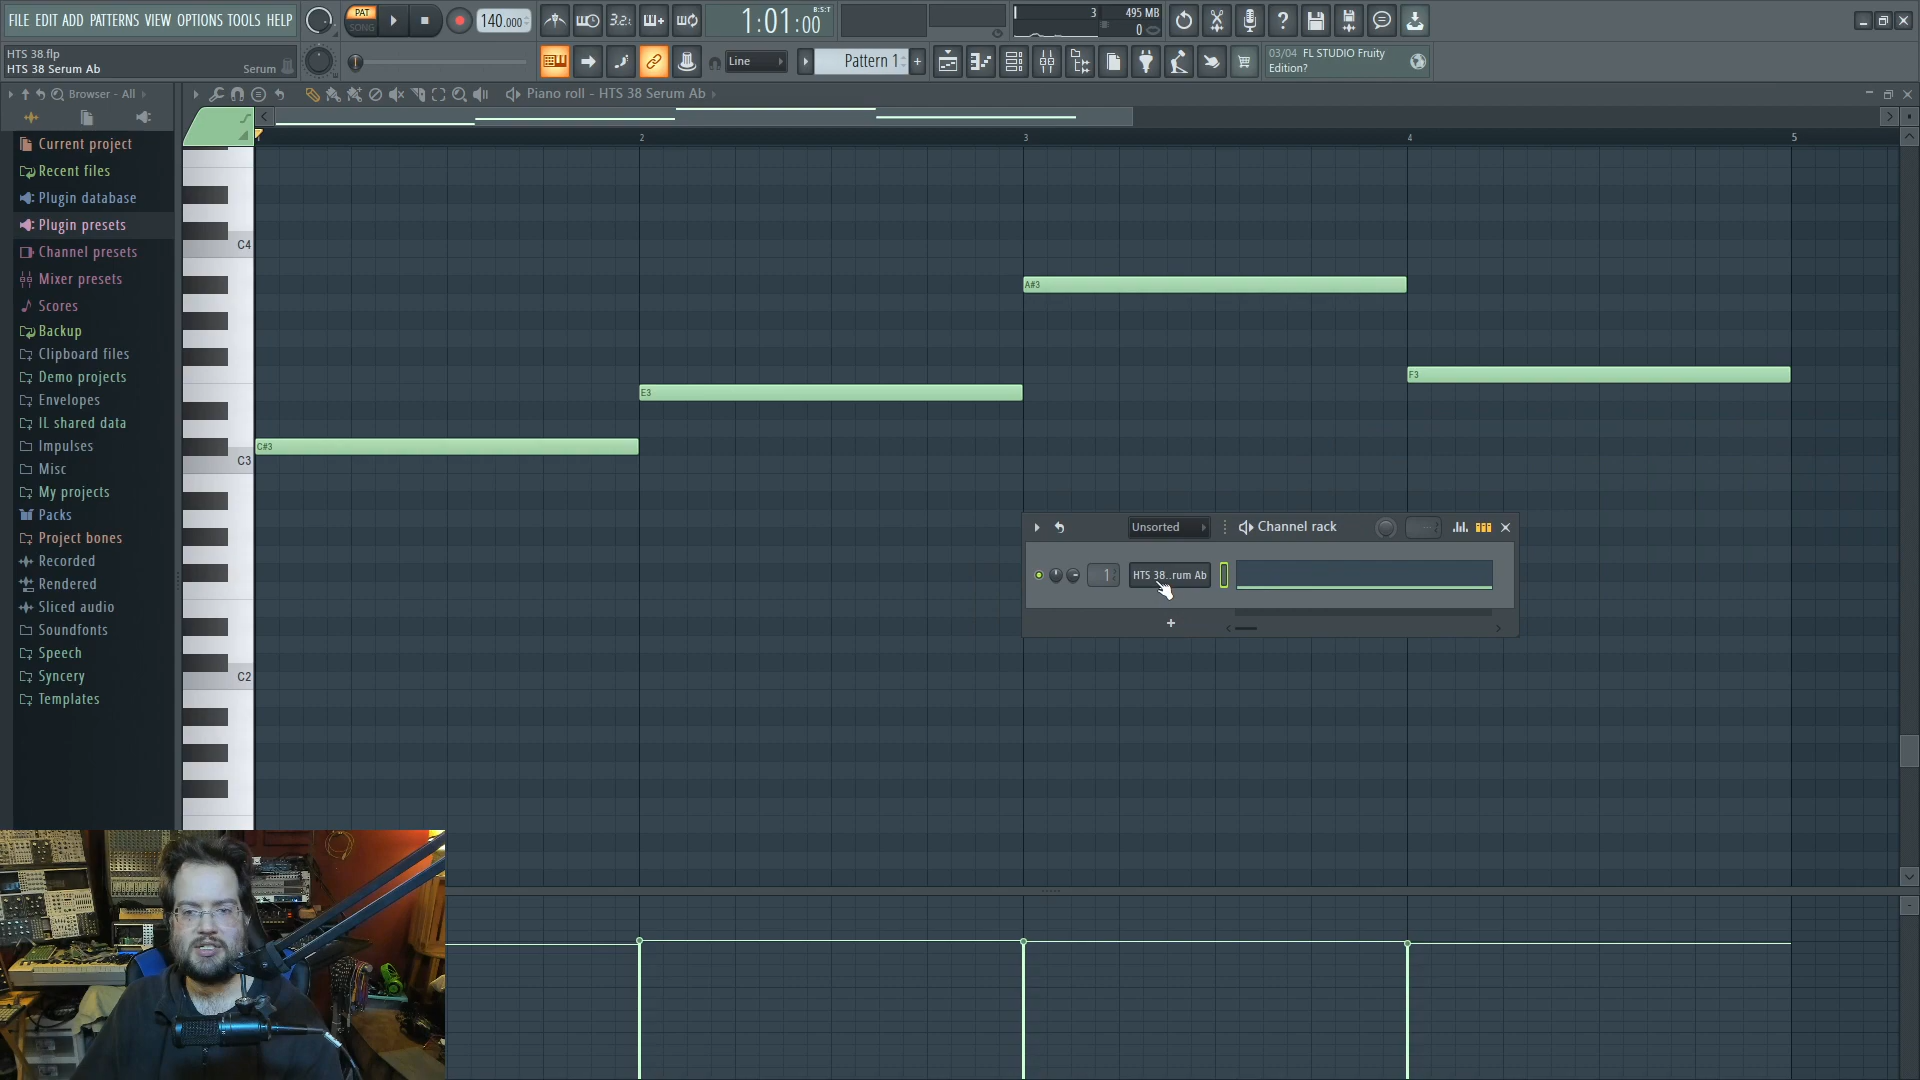 FILE EDIT ADD PATTERNS VIEW OPTIONS TOOLS HELP
PAT
SONG
140.000
3.2.:
1:01:00
B:S:T
3
495 MB
0
HTS 38.flp
HTS 38 Serum Ab
Serum
Line
Pattern 1
+
03/04 FL STUDIO Fruity
Edition?
Browser - All
Piano roll - HTS 38 Serum Ab
Current project
Recent files
Plugin database
Plugin presets
Channel presets
Mixer presets
Scores
Backup
Clipboard files
Demo projects
Envelopes
IL shared data
Impulses
Misc
My projects
Packs
Project bones
Recorded
Rendered
Sliced audio
Soundfonts
Speech
Syncery
Templates
2
3
4
5
C4
A#3
F3
E3
C#3
C3
C2
Unsorted
Channel rack
1
HTS 38..rum Ab
+